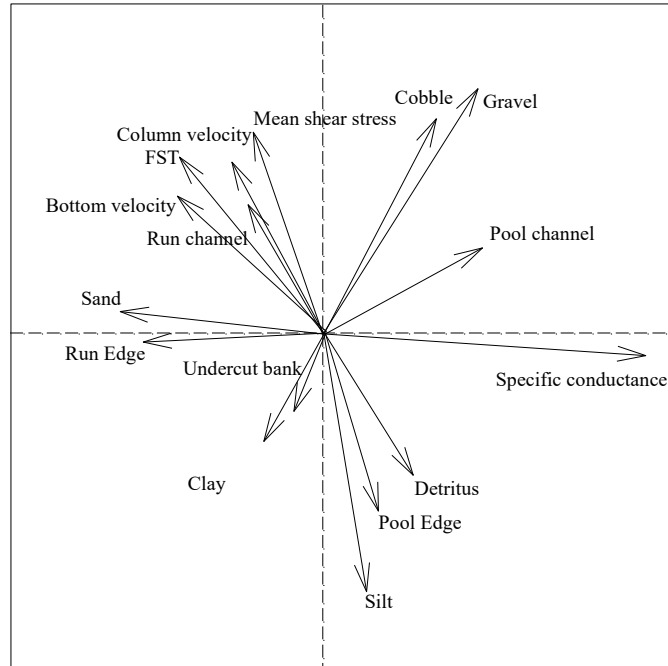 Cobble
Gravel
Mean shear stress
Column velocity
FST
Bottom velocity
Run channel
Pool channel
Sand
Run Edge
Undercut bank
Specific conductance
Clay
Detritus
Pool Edge
Silt